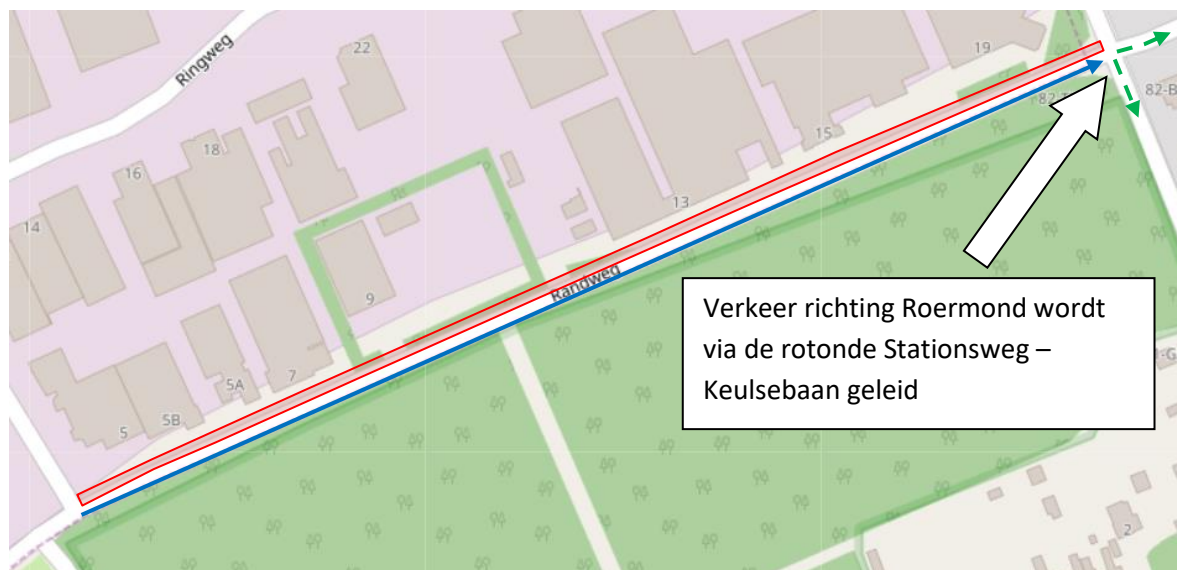 Ringweg
22
19
18
16
14
82-B
15
13
9
Randweg
Verkeer richting Roermond wordt
via de rotonde Stationsweg –
Keulsebaan geleid
7
5A
5B
5
2